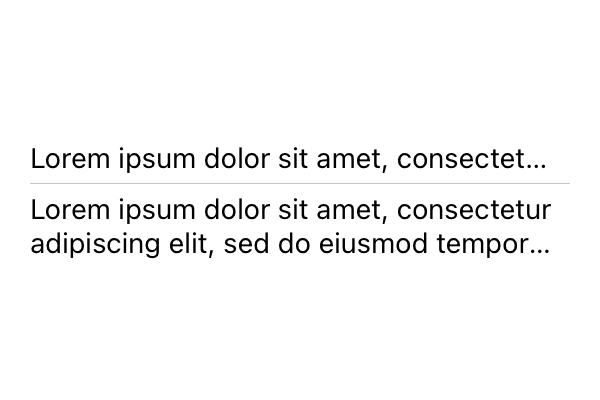 Lorem ipsum dolor sit amet, consectet...
Lorem ipsum dolor sit amet, consectetur
adipiscing elit, sed do eiusmod tempor...